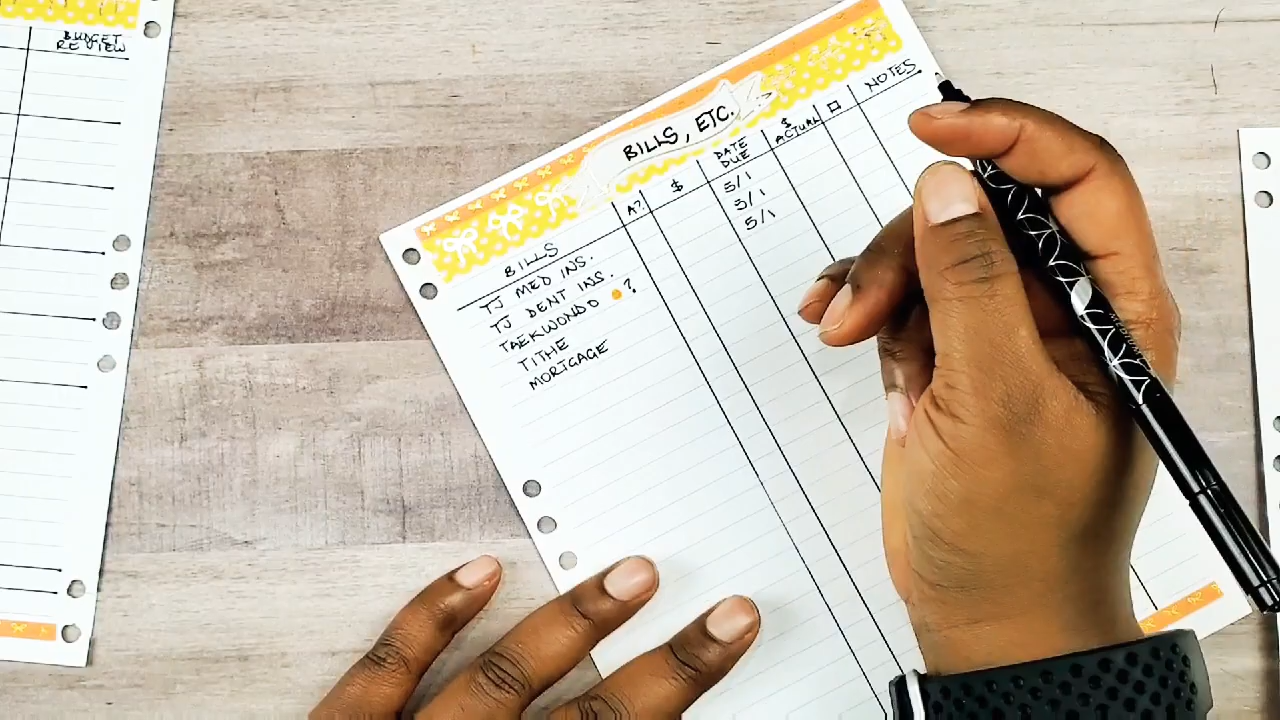 BUDGET
REVIEW
BILLS, ETC.
BILLS A? $ DATE DUE $ ACTUAL □ NOTES
TJ MED INS. 5/1
TJ DENT INS. 5/1
TAEKWONDO ? 5/1
TITHE
MORTGAGE